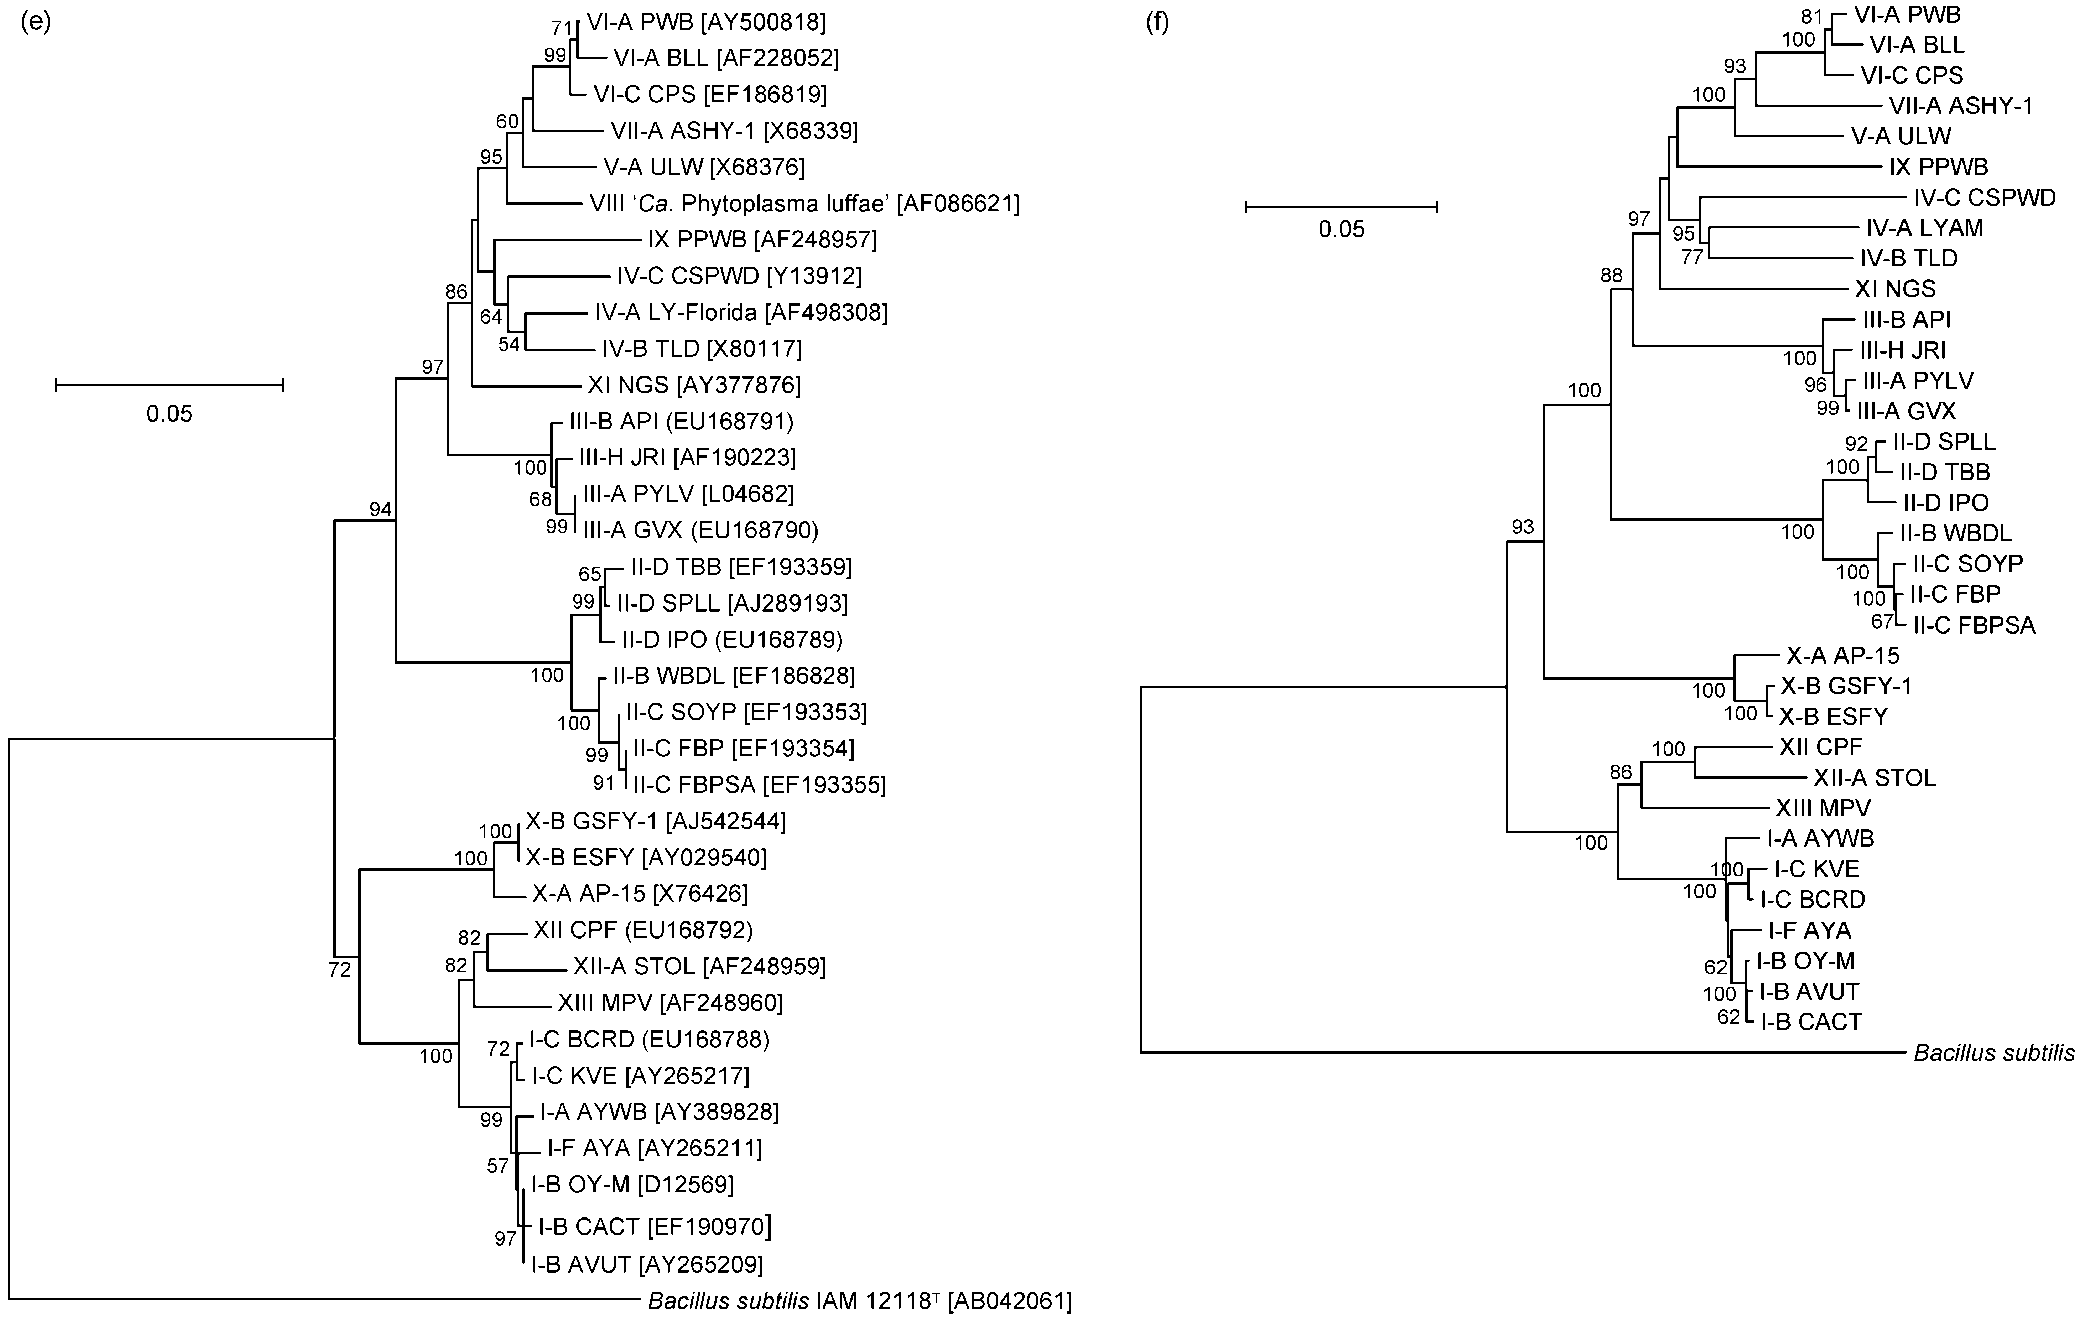 (e)
71
VI-A PWB [AY500818]
VI-A BLL [AF228052]
99
VI-C CPS [EF186819]
60
VII-A ASHY-1 [X68339]
95
V-A ULW [X68376]
VIII ‘Ca. Phytoplasma luffae’ [AF086621]
IX PPWB [AF248957]
IV-C CSPWD [Y13912]
86
64
IV-A LY-Florida [AF498308]
54
IV-B TLD [X80117]
97
XI NGS [AY377876]
0.05
III-B API (EU168791)
III-H JRI [AF190223]
100
68
III-A PYLV [L04682]
99
III-A GVX (EU168790)
94
65
II-D TBB [EF193359]
99
II-D SPLL [AJ289193]
II-D IPO (EU168789)
100
II-B WBDL [EF186828]
100
II-C SOYP [EF193353]
99
II-C FBP [EF193354]
91
II-C FBPSA [EF193355]
100
X-B GSFY-1 [AJ542544]
100
X-B ESFY [AY029540]
X-A AP-15 [X76426]
72
82
XII CPF (EU168792)
82
XII-A STOL [AF248959]
XIII MPV [AF248960]
100
72
I-C BCRD (EU168788)
I-C KVE [AY265217]
99
I-A AYWB [AY389828]
57
I-F AYA [AY265211]
I-B OY-M [D12569]
97
I-B CACT [EF190970]
I-B AVUT [AY265209]
Bacillus subtilis IAM 12118ᵀ [AB042061]
(f)
81
VI-A PWB
100
VI-A BLL
93
VI-C CPS
100
VII-A ASHY-1
V-A ULW
IX PPWB
0.05
IV-C CSPWD
97
95
IV-A LYAM
77
IV-B TLD
88
XI NGS
III-B API
100
III-H JRI
96
III-A PYLV
99
III-A GVX
100
92
II-D SPLL
100
II-D TBB
II-D IPO
93
100
II-B WBDL
100
II-C SOYP
100
II-C FBP
67
II-C FBPSA
X-A AP-15
100
X-B GSFY-1
100
X-B ESFY
100
XII CPF
86
XII-A STOL
XIII MPV
100
I-A AYWB
100
I-C KVE
100
I-C BCRD
I-F AYA
62
I-B OY-M
100
I-B AVUT
62
I-B CACT
Bacillus subtilis